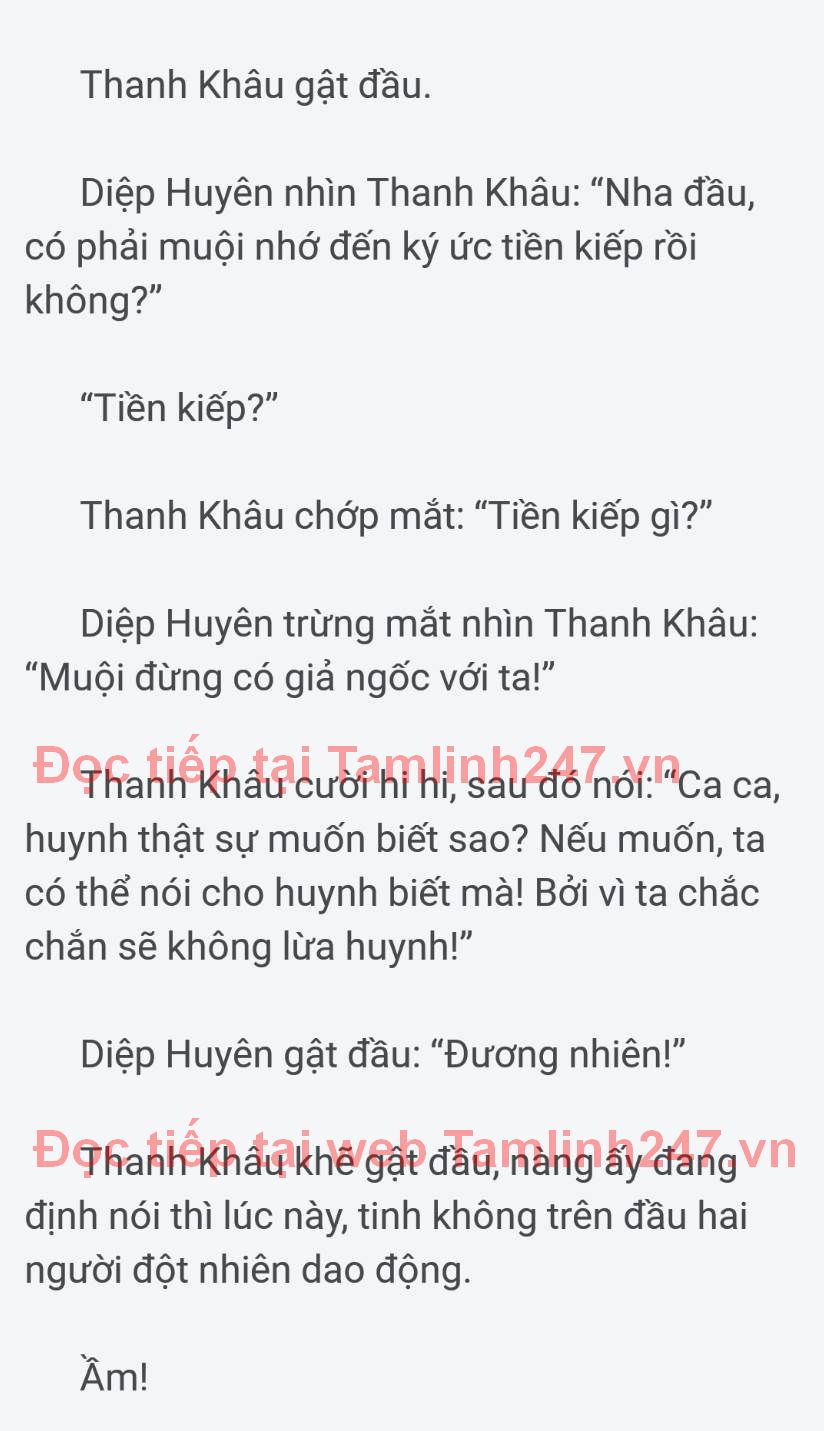 Thanh Khâu gật đầu.
Diệp Huyên nhìn Thanh Khâu: “Nha đầu,
có phải muội nhớ đến ký ức tiền kiếp rồi
không?”
“Tiền kiếp?”
Thanh Khâu chớp mắt: “Tiền kiếp gì?”
Diệp Huyên trừng mắt nhìn Thanh Khâu:
“Muội đừng có giả ngốc với ta!”
Đọc tiếp tại Tamlinh247.vn
Thanh Khâu cười hi hi, sau đó nói: “Ca ca,
huynh thật sự muốn biết sao? Nếu muốn, ta
có thể nói cho huynh biết mà! Bởi vì ta chắc
chắn sẽ không lừa huynh!”
Diệp Huyên gật đầu: “Đương nhiên!”
Đọc tiếp tại web Tamlinh247.vn
Thanh Khâu khẽ gật đầu, nàng ấy đang
định nói thì lúc này, tinh không trên đầu hai
người đột nhiên dao động.
Ầm!